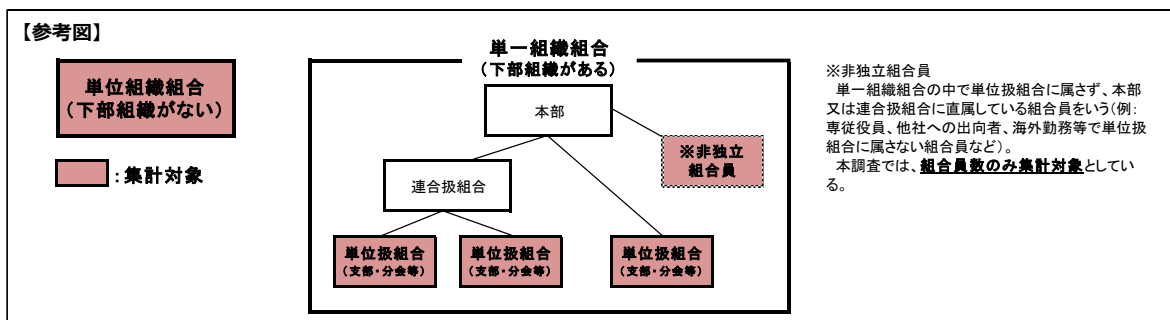 【参考図】
単位組織組合
(下部組織がない)
:集計対象
単一組織組合
(下部組織がある)
本部
※非独立
組合員
連合扱組合
単位扱組合
(支部・分会等)
単位扱組合
(支部・分会等)
単位扱組合
(支部・分会等)
※非独立組合員
単一組織組合の中で単位扱組合に属さず、本部
又は連合扱組合に直属している組合員をいう(例:
専従役員、他社への出向者、海外勤務等で単位扱
組合に属さない組合員など)。
本調査では、組合員数のみ集計対象としてい
る。